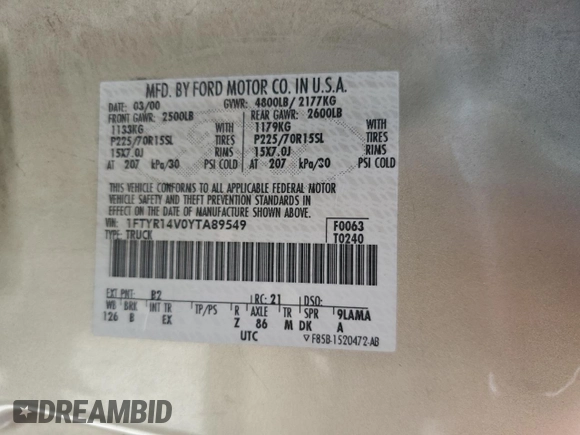 MFD. BY FORD MOTOR CO. IN U.S.A.
DATE: 03/00 GVWR: 4800LB/ 2177KG
FRONT GAWR: 2500LB REAR GAWR: 2600LB
1133KG WITH 1179KG WITH
P225/70R15SL TIRES P225/70R15SL TIRES
15X7.0J RIMS 15X7.0J RIMS
AT 207 kPa/30 PSI COLD AT 207 kPa/30 PSI COLD
THIS VEHICLE CONFORMS TO ALL APPLICABLE FEDERAL MOTOR
VEHICLE SAFETY AND THEFT PREVENTION STANDARDS IN
EFFECT ON THE DATE OF MANUFACTURE SHOWN ABOVE.
VIN: 1FTYR14V0YTA89549 F0063
TYPE: TRUCK T0240
EXT PNT: B2 RC: 21 DSO:
WB BRK INT TR TP/PS R AXLE TR SPR 9LAMA
126 B EX Z 86 M DK A
UTC ▽ F85B-1520472-AB
DREAMBID